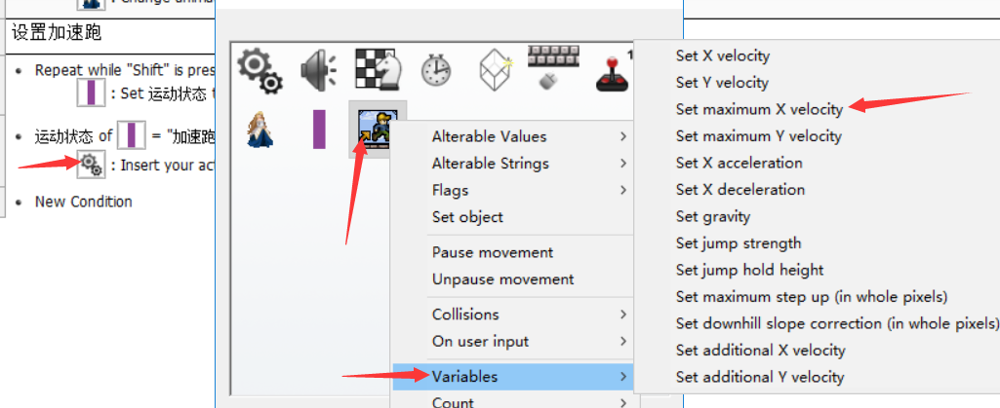 : Change anima
设置加速跑
Repeat while "Shift" is pres
: Set 运动状态
运动状态 of = "加速跑
: Insert your ac
New Condition
1
Alterable Values
Alterable Strings
Flags
Set object
Pause movement
Unpause movement
Collisions
On user input
Variables
Count
Set X velocity
Set Y velocity
Set maximum X velocity
Set maximum Y velocity
Set X acceleration
Set X deceleration
Set gravity
Set jump strength
Set jump hold height
Set maximum step up (in whole pixels)
Set downhill slope correction (in whole pixels)
Set additional X velocity
Set additional Y velocity